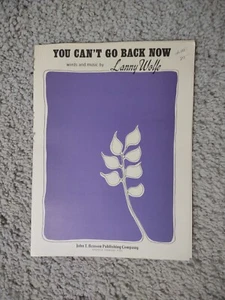 YOU CAN'T GO BACK NOW
words and music by Lanny Wolfe
John T. Benson Publishing Company